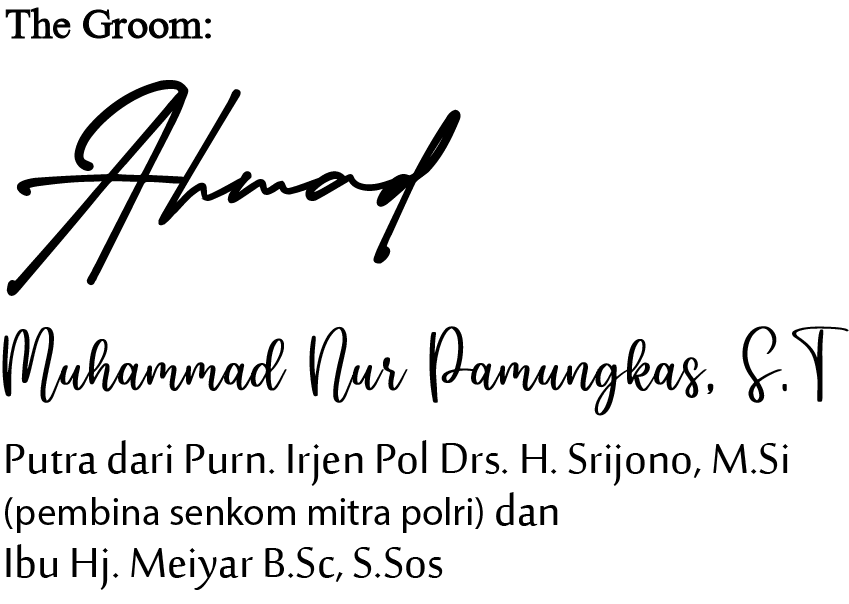 The Groom:
Ahmad
Muhammad Nur Pamungkas, S.T
Putra dari Purn. Irjen Pol Drs. H. Srijono, M.Si
(pembina senkom mitra polri) dan
Ibu Hj. Meiyar B.Sc, S.Sos